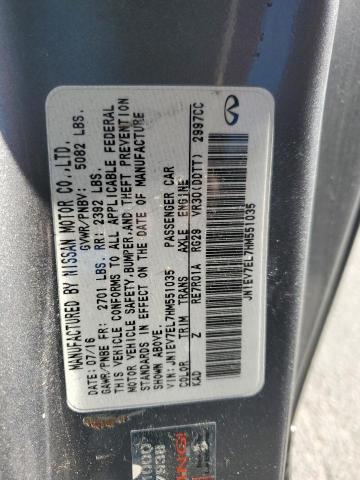 MANUFACTURED BY NISSAN MOTOR CO.,LTD.
DATE: 07/16 GVWR/PNBV: 5082 LBS.
GAWR/PNBE FR: 2701 LBS. RR: 2392 LBS.
THIS VEHICLE CONFORMS TO ALL APPLICABLE FEDERAL
MOTOR VEHICLE SAFETY,BUMPER,AND THEFT PREVENTION
STANDARDS IN EFFECT ON THE DATE OF MANUFACTURE
SHOWN ABOVE.
VIN: JN1EV7EL7HM551035 PASSENGER CAR
COLOR TRIM TRANS AXLE ENGINE
KAD Z RE7R01A RG29 VR30(DDTT) 2997CC
JN1EV7EL7HM551035